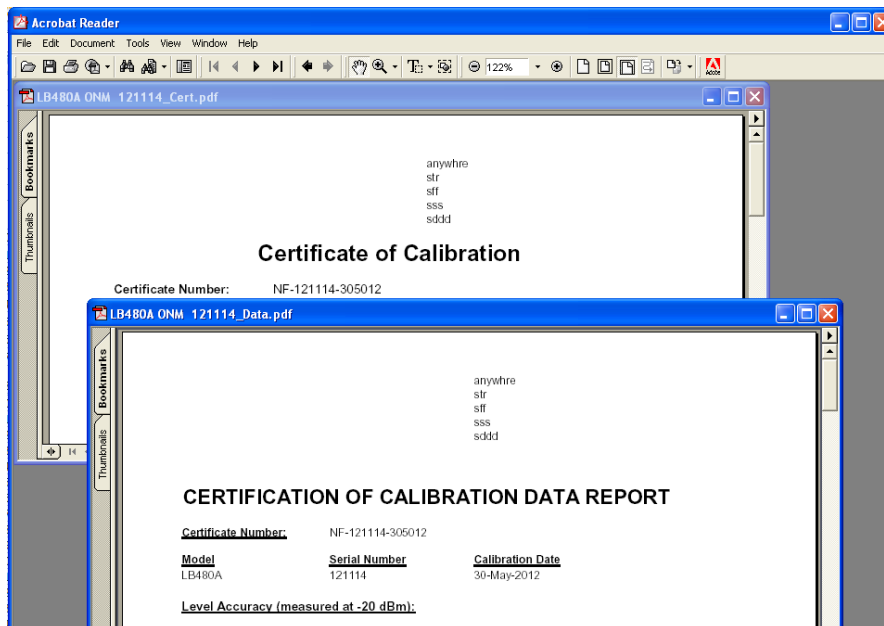 Acrobat Reader
File Edit Document Tools View Window Help
122%
Adobe
LB480A ONM 121114_Cert.pdf
Bookmarks
Thumbnails
anywhre
str
sff
sss
sddd
Certificate of Calibration
Certificate Number: NF-121114-305012
LB480A ONM 121114_Data.pdf
Bookmarks
Thumbnails
anywhre
str
sff
sss
sddd
CERTIFICATION OF CALIBRATION DATA REPORT
Certificate Number: NF-121114-305012
Model Serial Number Calibration Date
LB480A 121114 30-May-2012
Level Accuracy (measured at -20 dBm):